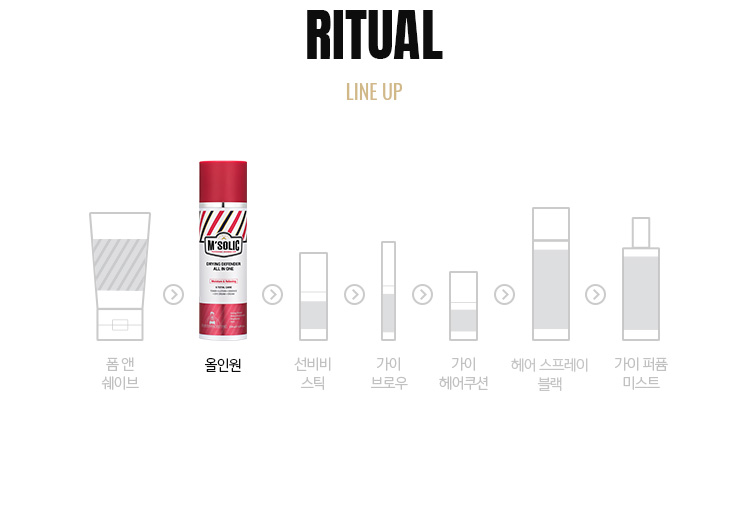 RITUAL
LINE UP
M'SOLIC
DRYING DEFENDER
ALL IN ONE
폼 앤
쉐이브
올인원
선비비
스틱
가이
브로우
가이
헤어쿠션
헤어 스프레이
블랙
가이 퍼퓸
미스트